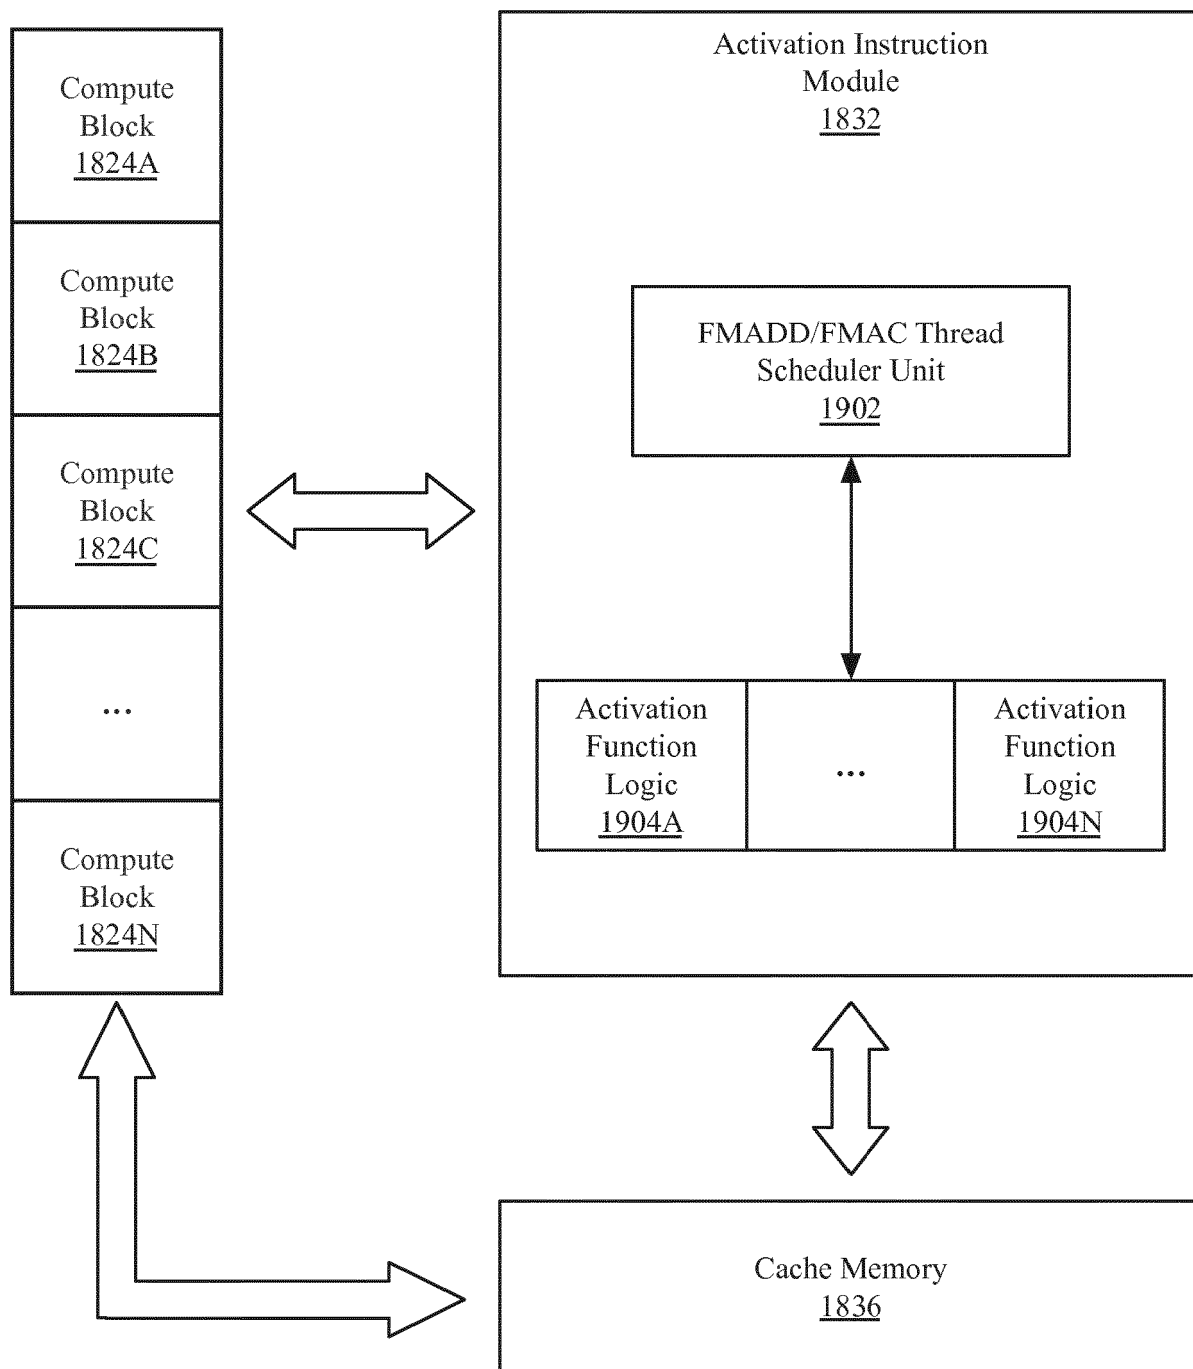 Compute
Block
1824A
Compute
Block
1824B
Compute
Block
1824C
...
Compute
Block
1824N
Activation Instruction
Module
1832
FMADD/FMAC Thread
Scheduler Unit
1902
Activation
Function
Logic
1904A
...
Activation
Function
Logic
1904N
Cache Memory
1836